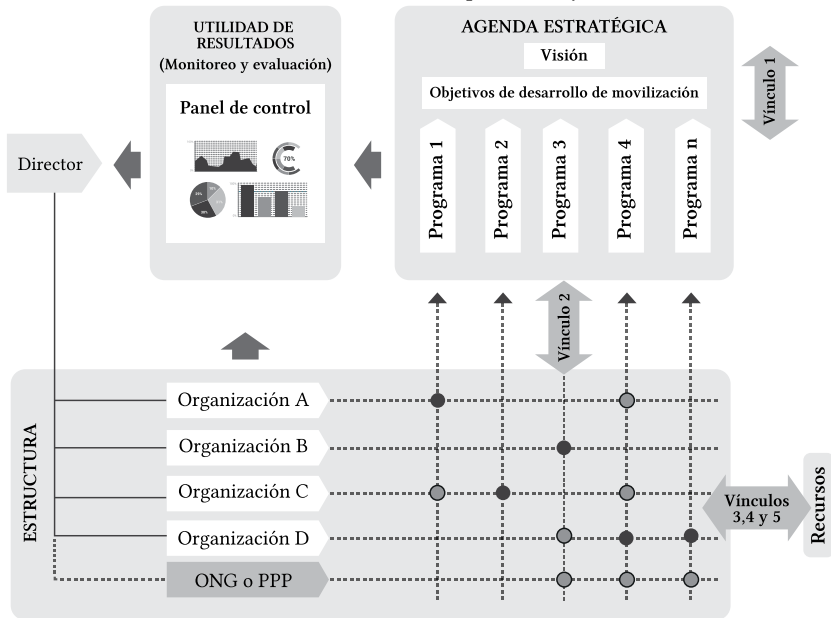 UTILIDAD DE
RESULTADOS
(Monitoreo y evaluación)
Panel de control
70%
AGENDA ESTRATÉGICA
Visión
Objetivos de desarrollo de movilización
Programa 1
Programa 2
Programa 3
Programa 4
Programa n
Vínculo 1
Director
Vínculo 2
ESTRUCTURA
Organización A
Organización B
Organización C
Organización D
ONG o PPP
Vínculos
3,4 y 5
Recursos